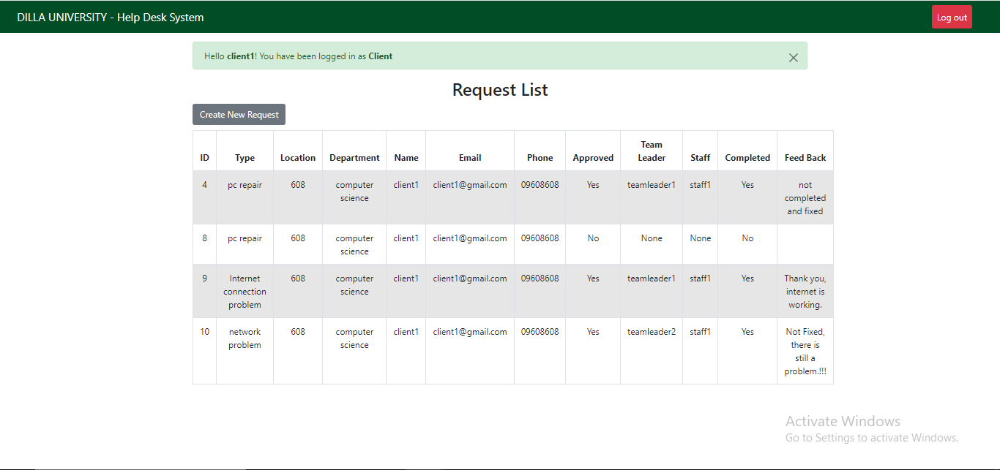 DILLA UNIVERSITY - Help Desk System
Log out
Hello client1! You have been logged in as Client
Request List
Create New Request
ID Type Location Department Name Email Phone Approved Team Leader Staff Completed Feed Back
4 pc repair 608 computer science client1 client1@gmail.com 09608608 Yes teamleader1 staff1 Yes not completed and fixed
8 pc repair 608 computer science client1 client1@gmail.com 09608608 No None None No
9 Internet connection problem 608 computer science client1 client1@gmail.com 09608608 Yes teamleader1 staff1 Yes Thank you, internet is working.
10 network problem 608 computer science client1 client1@gmail.com 09608608 Yes teamleader2 staff1 Yes Not Fixed, there is still a problem.!!!
Activate Windows
Go to Settings to activate Windows.